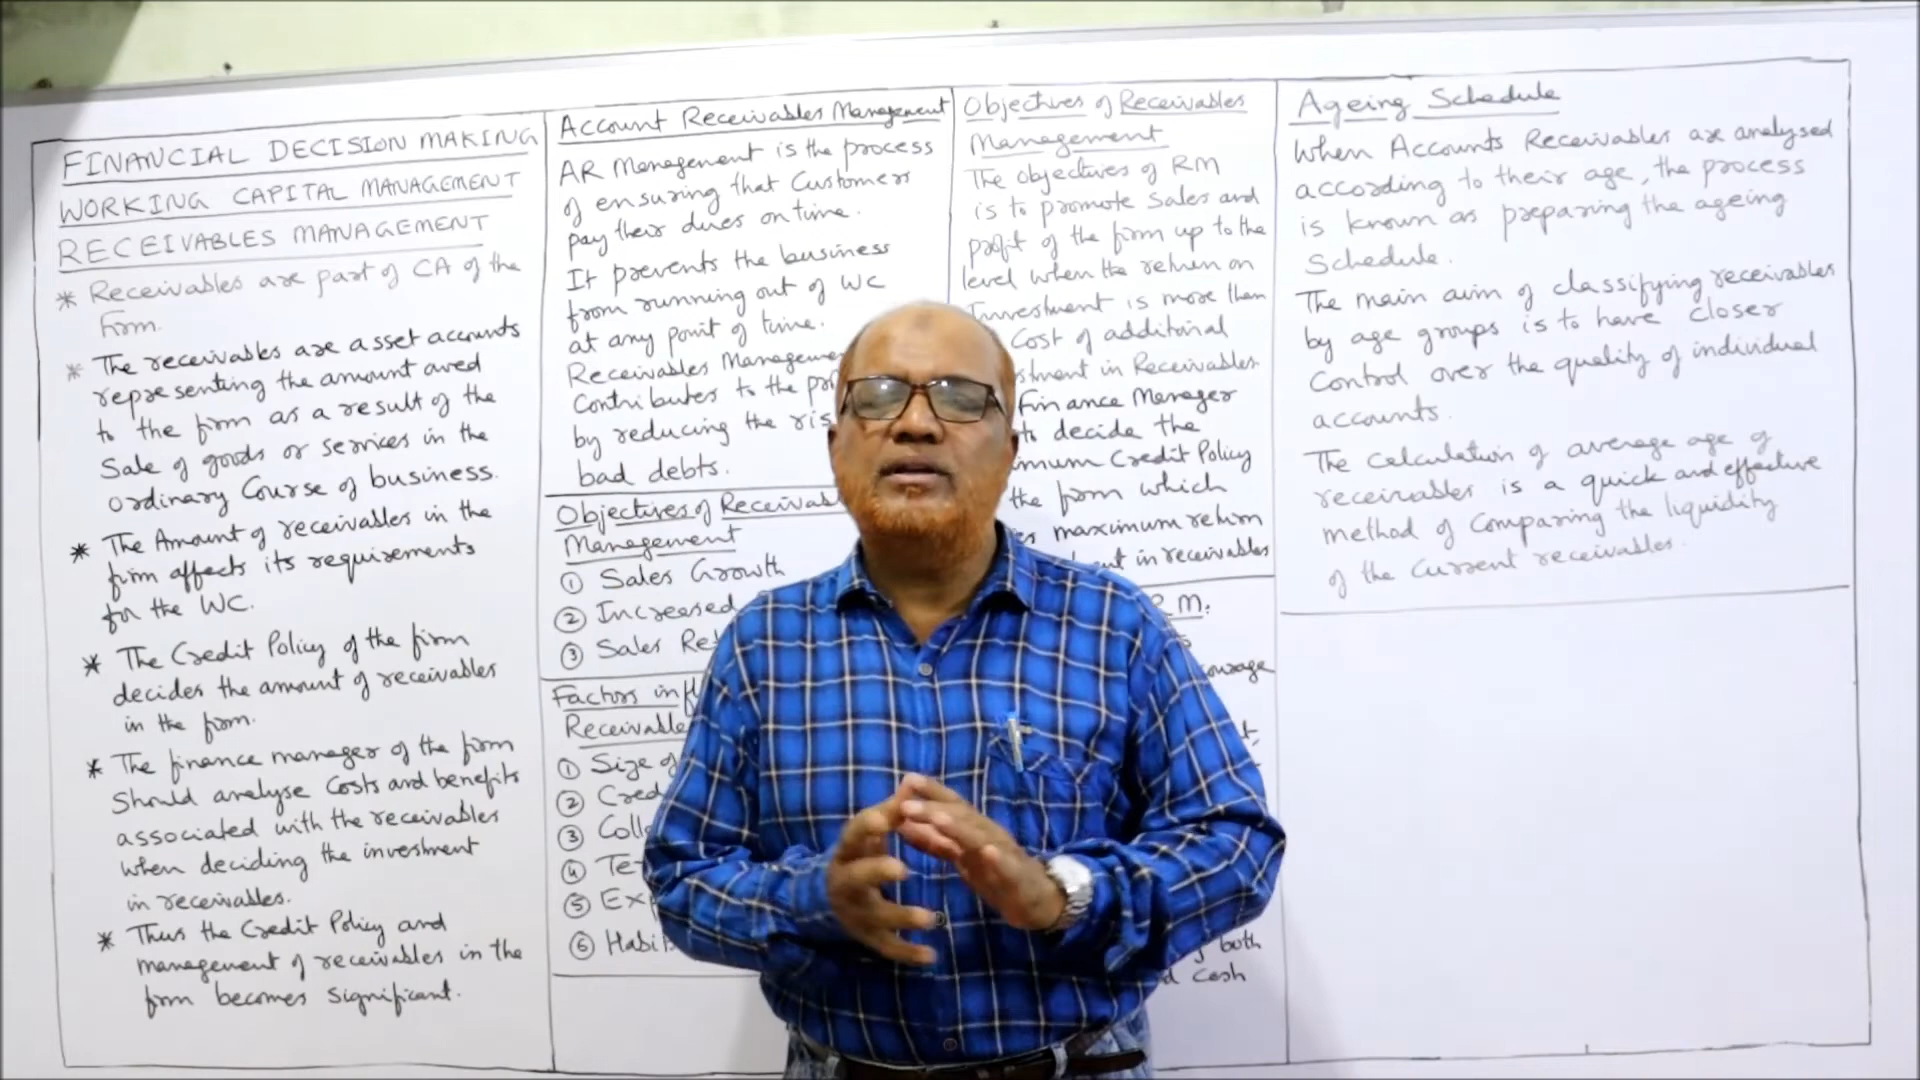 FINANCIAL DECISION MAKING
WORKING CAPITAL MANAGEMENT
RECEIVABLES MANAGEMENT
* Receivables are part of CA of the
firm.
* The receivables are asset accounts
representing the amount owed
to the firm as a result of the
Sale of goods or services in the
ordinary Course of business.
* The Amount of receivables in the
firm affects its requirements
for the WC.
* The Credit Policy of the firm
decides the amount of receivables
in the firm.
* The finance manager of the firm
should analyse Costs and benefits
associated with the receivables
when deciding the investment
in receivables.
* Thus the Credit Policy and
management of receivables in the
firm becomes significant.
Account Receivables Management
AR Management is the process
of ensuring that Customers
pay their dues on time.
It prevents the business
from running out of WC
at any point of time.
Receivables
Contributes to the
by reducing the
bad debts.
Objectives of
Management
① Sales Growth
② Increased
③ Sales
Factors
① Size
②
③
④
⑤
⑥
Objectives of Receivables
Management
The objectives of RM
is to promote Sales and
profit of the firm up to the
level when the return on
Investment is more than
Cost of additional
in Receivables
Finance Manager
to decide the
Credit Policy
the firm which
maximum return
in receivables
RM.
both
cash
Ageing Schedule
When Accounts Receivables are analysed
according to their age, the process
is known as preparing the ageing
Schedule.
The main aim of classifying receivables
by age groups is to have closer
Control over the quality of individual
accounts.
The calculation of average age of
receivables is a quick and effective
method of Comparing the liquidity
of the Current receivables.